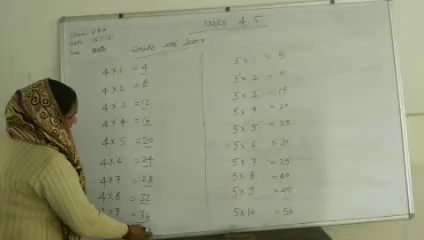 Tables 4, 5
Write and learn
4 × 1 = 4
4 × 2 = 8
4 × 3 = 12
4 × 4 = 16
4 × 5 = 20
4 × 6 = 24
4 × 7 = 28
4 × 8 = 32
× 9 = 36
5 × 1 = 5
5 × 2 = 10
5 × 3 = 15
5 × 4 = 20
5 × 5 = 25
5 × 6 = 30
5 × 7 = 35
5 × 8 = 40
5 × 9 = 45
5 × 10 = 50